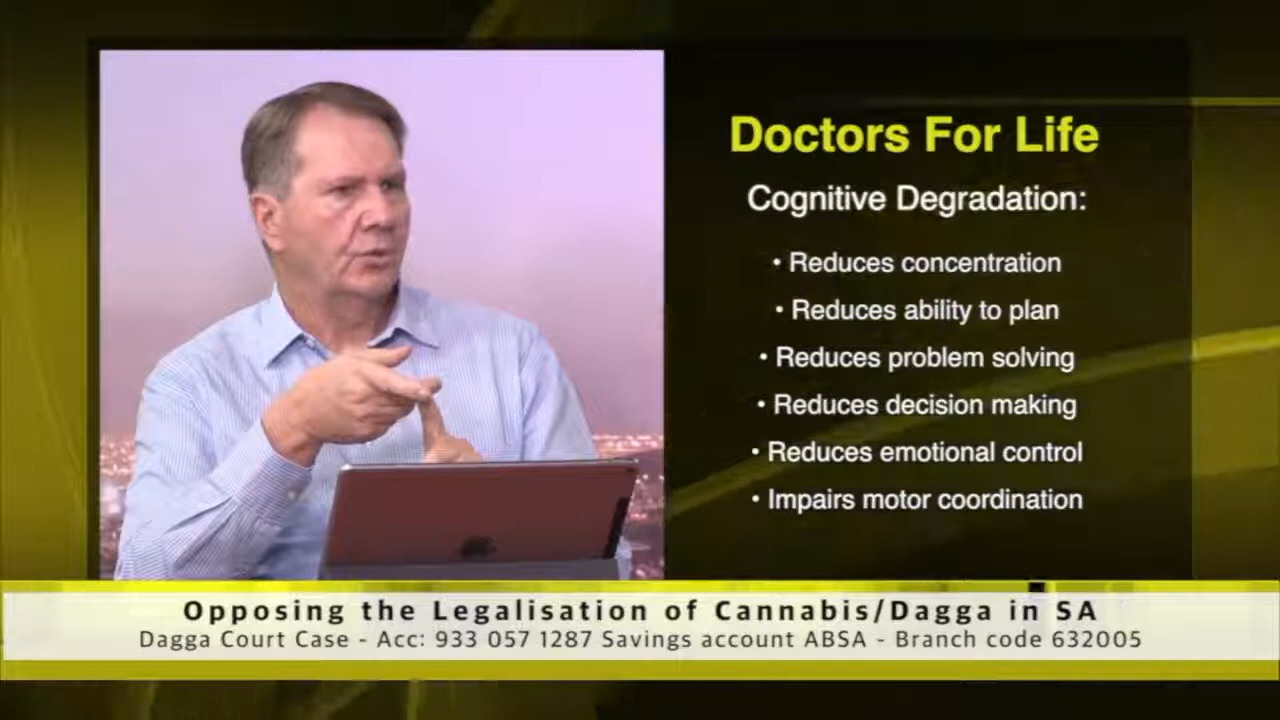 Doctors For Life
Cognitive Degradation:
• Reduces concentration
• Reduces ability to plan
• Reduces problem solving
• Reduces decision making
• Reduces emotional control
• Impairs motor coordination
Opposing the Legalisation of Cannabis/Dagga in SA
Dagga Court Case - Acc: 933 057 1287 Savings account ABSA - Branch code 632005